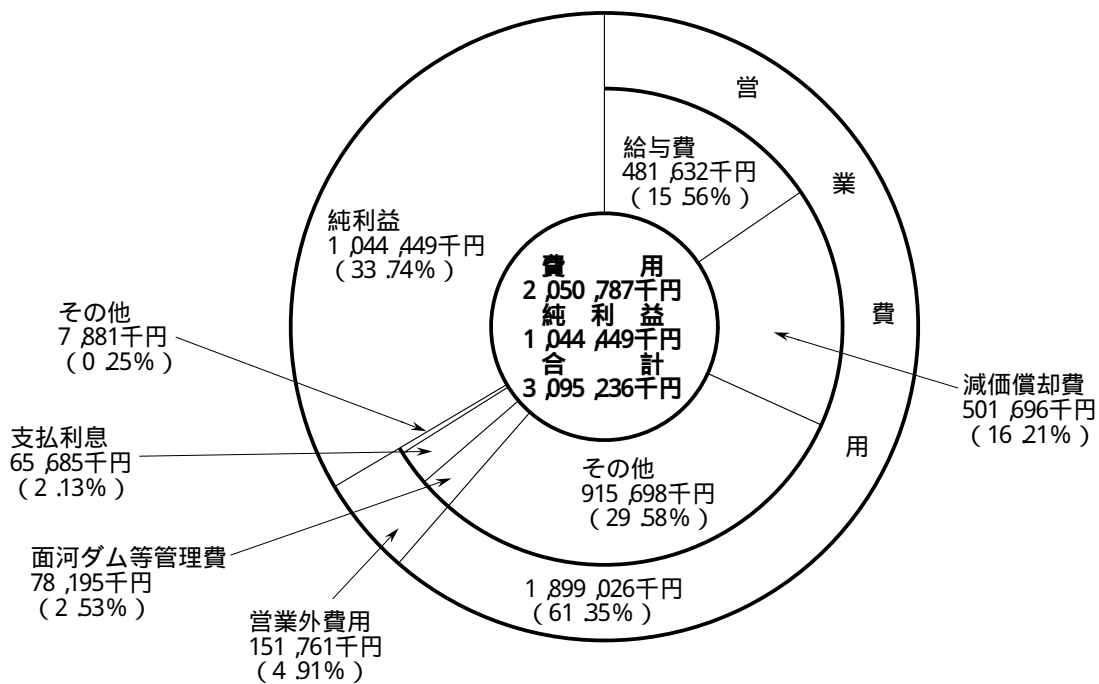 営
業
費
用
給与費
481,632千円
(15.56%)
純利益
1,044,449千円
(33.74%)
費 用
2,050,787千円
純 利 益
1,044,449千円
合 計
3,095,236千円
その他
7,881千円
(0.25%)
減価償却費
501,696千円
(16.21%)
支払利息
65,685千円
(2.13%)
その他
915,698千円
(29.58%)
面河ダム等管理費
78,195千円
(2.53%)
1,899,026千円
(61.35%)
営業外費用
151,761千円
(4.91%)